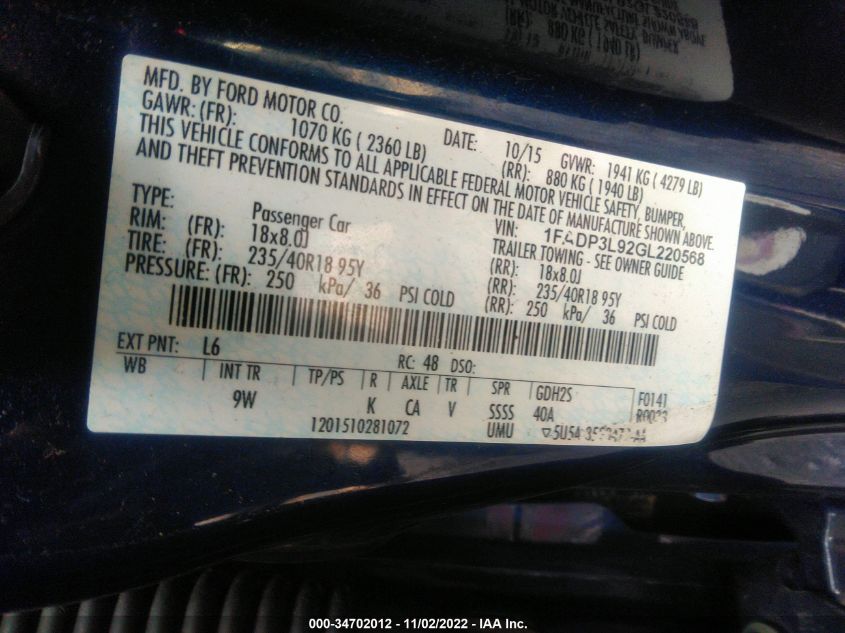 MFD. BY FORD MOTOR CO.
DATE: 10/15 GVWR: 1941 KG ( 4279 LB)
GAWR: (FR): 1070 KG ( 2360 LB) (RR): 880 KG ( 1940 LB)
THIS VEHICLE CONFORMS TO ALL APPLICABLE FEDERAL MOTOR VEHICLE SAFETY, BUMPER,
AND THEFT PREVENTION STANDARDS IN EFFECT ON THE DATE OF MANUFACTURE SHOWN ABOVE.
VIN: 1FADP3L92GL220568
TYPE: Passenger Car TRAILER TOWING - SEE OWNER GUIDE
RIM: (FR): 18x8.0J (RR): 18x8.0J
TIRE: (FR): 235/40R18 95Y (RR): 235/40R18 95Y
PRESSURE: (FR): 250 kPa/ 36 PSI COLD (RR): 250 kPa/ 36 PSI COLD
EXT PNT: L6 RC: 48 DSO:
WB INT TR TP/PS R AXLE TR SPR GDH2S F0141
9W K CA V SSSS 40A R0023
1201510281072 UMU
000-34702012 - 11/02/2022 - IAA Inc.